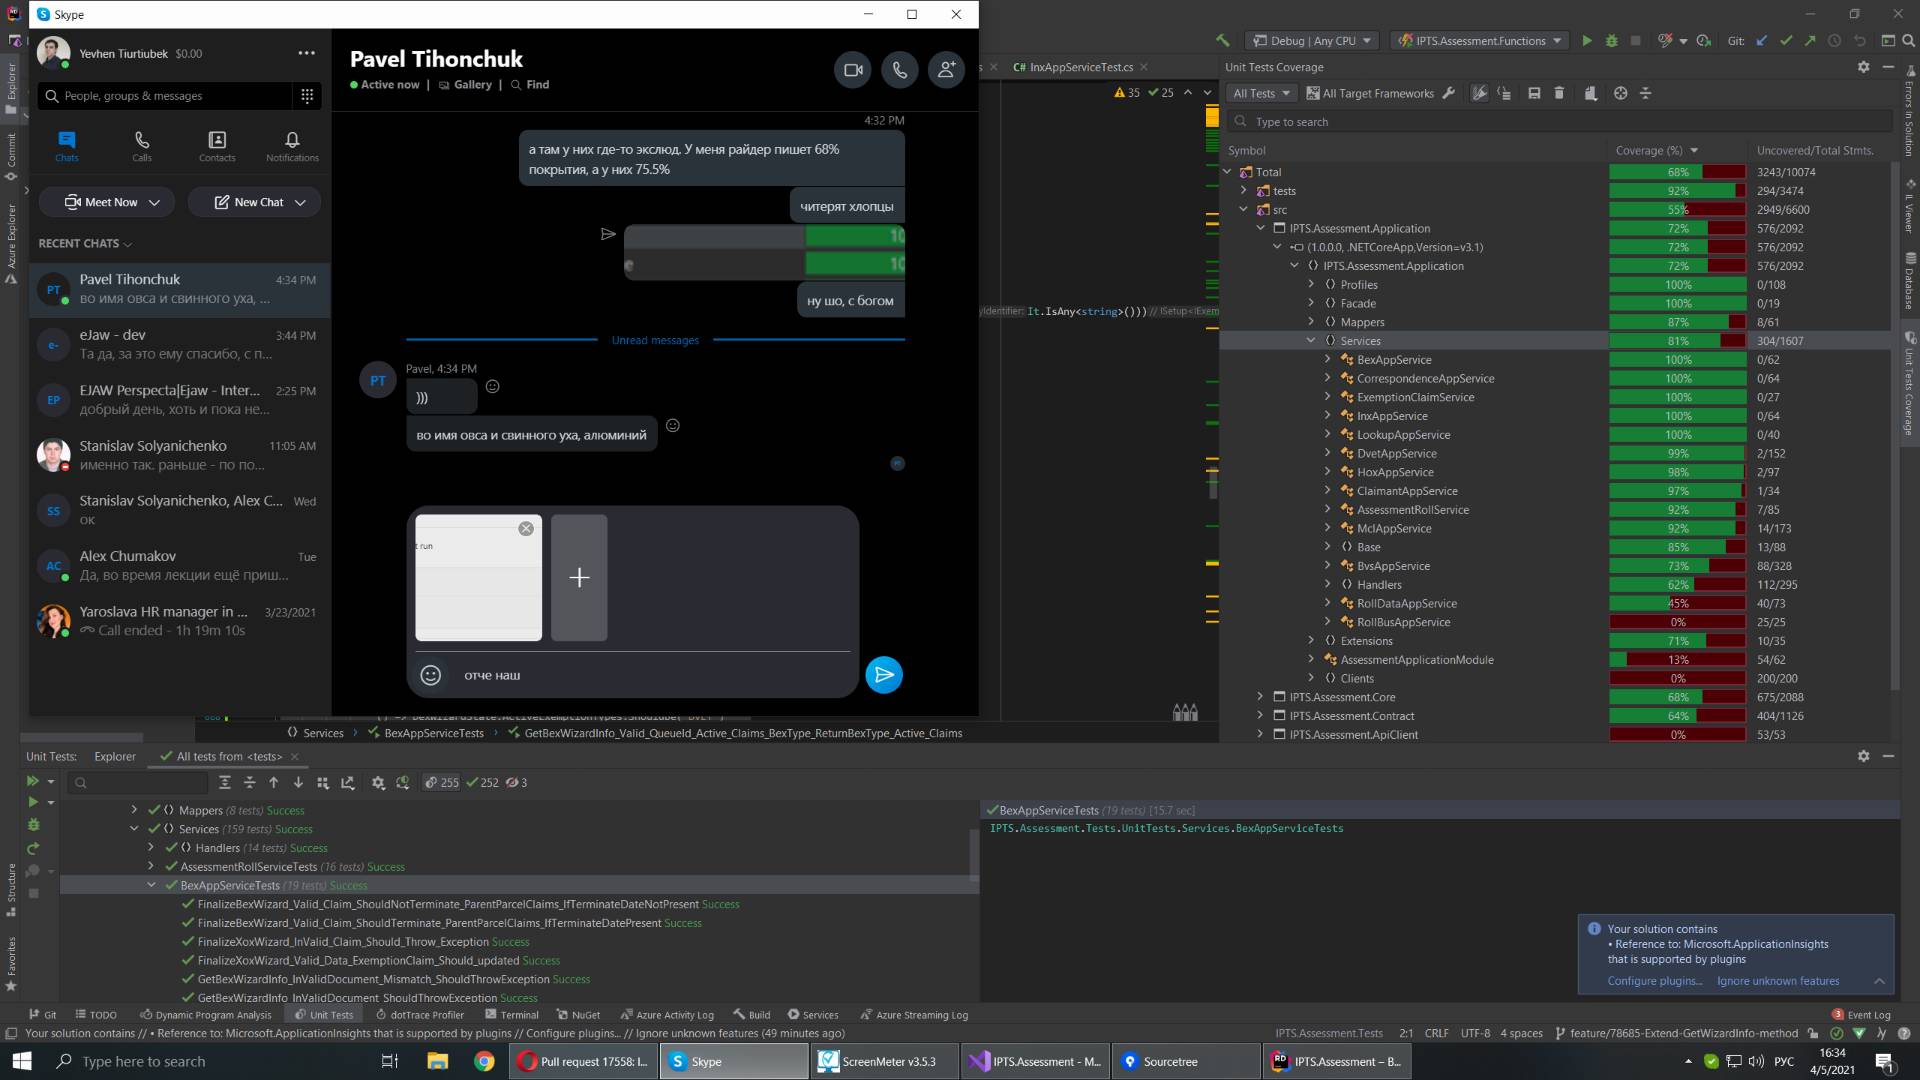 Skype
Yevhen Tiurtiubek $0.00
People, groups & messages
Chats
Calls
Contacts
Notifications
Meet Now
New Chat
RECENT CHATS
Pavel Tihonchuk 4:34 PM
во имя овса и свинного уха, ...
eJaw - dev 3:44 PM
Та да, за это ему спасибо, с п...
EJAW Perspecta|Ejaw - Inter... 2:25 PM
добрый день, хоть и пока не...
Stanislav Solyanichenko 11:05 AM
именно так. раньше - по по...
Stanislav Solyanichenko, Alex C... Wed
ок
Alex Chumakov Tue
Да, во время лекции ещё приш...
Yaroslava HR manager in ... 3/23/2021
Call ended - 1h 19m 10s
Pavel Tihonchuk
Active now | Gallery | Find
4:32 PM
а там у них где-то эксклюд. У меня райдер пишет 68%
покрытия, а у них 75.5%
читерят хлопцы
ну шо, с богом
Unread messages
Pavel, 4:34 PM
)))
во имя овса и свинного уха, алюминий
t run
отче наш
Explorer
Commit
Azure Explorer
Structure
Favorites
Debug | Any CPU
IPTS.Assessment.Functions
Git:
InxAppServiceTest.cs
35 25
It.IsAny<string>()))
Services
BexAppServiceTests
GetBexWizardInfo_Valid_QueueId_Active_Claims_BexType_ReturnBexType_Active_Claims
Unit Tests Coverage
All Tests
All Target Frameworks
Type to search
Symbol Coverage (%) Uncovered/Total Stmts.
Total 68% 3243/10074
tests 92% 294/3474
src 55% 2949/6600
IPTS.Assessment.Application 72% 576/2092
(1.0.0.0, .NETCoreApp,Version=v3.1) 72% 576/2092
IPTS.Assessment.Application 72% 576/2092
Profiles 100% 0/108
Facade 100% 0/19
Mappers 87% 8/61
Services 81% 304/1607
BexAppService 100% 0/62
CorrespondenceAppService 100% 0/64
ExemptionClaimService 100% 0/27
InxAppService 100% 0/64
LookupAppService 100% 0/40
DvetAppService 99% 2/152
HoxAppService 98% 2/97
ClaimantAppService 97% 1/34
AssessmentRollService 92% 7/85
MclAppService 92% 14/173
Base 85% 13/88
BvsAppService 73% 88/328
Handlers 62% 112/295
RollDataAppService 45% 40/73
RollBusAppService 0% 25/25
Extensions 71% 10/35
AssessmentApplicationModule 13% 54/62
Clients 0% 200/200
IPTS.Assessment.Core 68% 675/2088
IPTS.Assessment.Contract 64% 404/1126
IPTS.Assessment.ApiClient 0% 53/53
Errors In Solution
IL Viewer
Database
Unit Tests Coverage
Unit Tests: Explorer All tests from <tests>
255 252 3
Mappers (8 tests) Success
Services (159 tests) Success
Handlers (14 tests) Success
AssessmentRollServiceTests (16 tests) Success
BexAppServiceTests (19 tests) Success
FinalizeBexWizard_Valid_Claim_ShouldNotTerminate_ParentParcelClaims_IfTerminateDateNotPresent Success
FinalizeBexWizard_Valid_Claim_ShouldTerminate_ParentParcelClaims_IfTerminateDatePresent Success
FinalizeXoxWizard_InValid_Claim_Should_Throw_Exception Success
FinalizeXoxWizard_Valid_Data_ExemptionClaim_Should_updated Success
GetBexWizardInfo_InValidDocument_Mismatch_ShouldThrowException Success
GetBexWizardInfo_InValidDocument_ShouldThrowException Success
BexAppServiceTests (19 tests) [15.7 sec]
IPTS.Assessment.Tests.UnitTests.Services.BexAppServiceTests
Your solution contains
• Reference to: Microsoft.ApplicationInsights
that is supported by plugins
Configure plugins... Ignore unknown features
Git TODO Dynamic Program Analysis Unit Tests dotTrace Profiler Terminal NuGet Azure Activity Log Build Services Azure Streaming Log 3 Event Log
Your solution contains // • Reference to: Microsoft.ApplicationInsights that is supported by plugins // Configure plugins... // Ignore unknown features (49 minutes ago)
IPTS.Assessment.Tests 2:1 CRLF UTF-8 4 spaces feature/78685-Extend-GetWizardInfo-method
Type here to search
Pull request 17558: I...
Skype
ScreenMeter v3.5.3
IPTS.Assessment - M...
Sourcetree
IPTS.Assessment – B...
РУС
16:34
4/5/2021